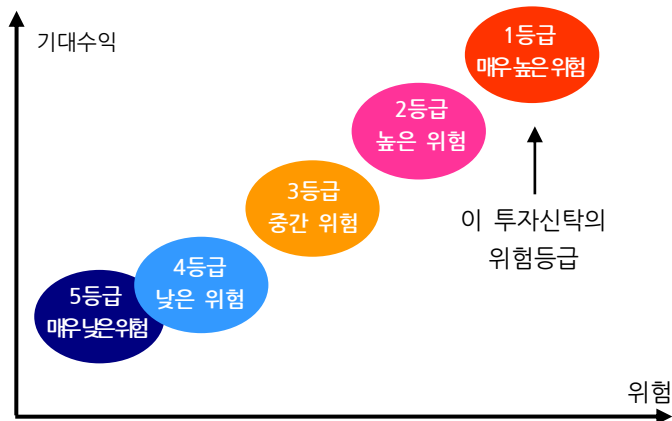 기대수익
1등급
매우 높은 위험
2등급
높은 위험
3등급
중간 위험
이 투자신탁의
위험등급
4등급
낮은 위험
5등급
매우 낮은 위험
위험